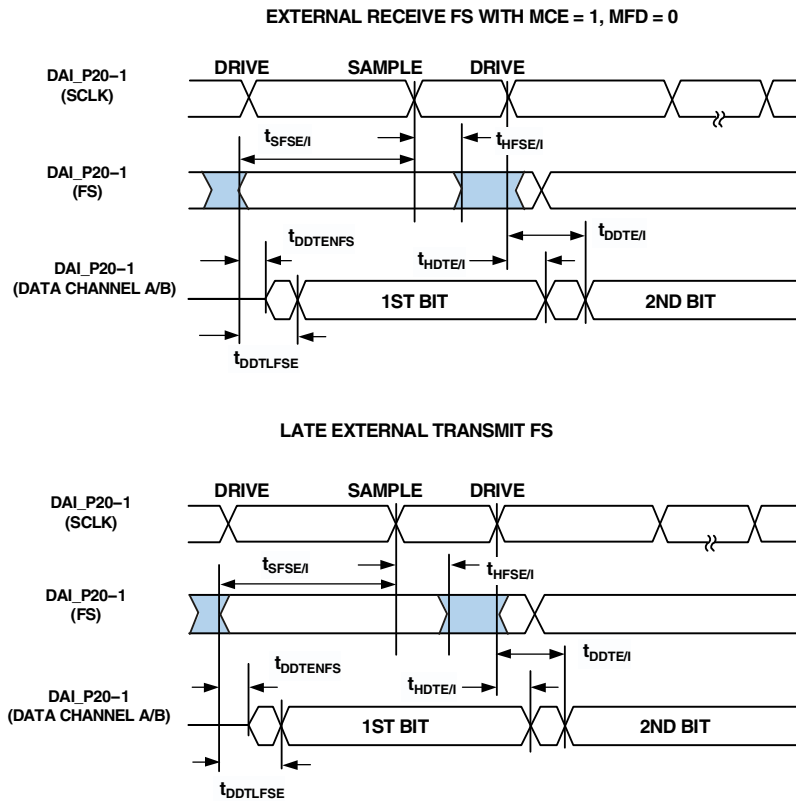 EXTERNAL RECEIVE FS WITH MCE = 1, MFD = 0
DAI_P20–1
(SCLK)
DRIVE SAMPLE DRIVE
tSFSE/I tHFSE/I
DAI_P20–1
(FS)
tDDTENFS tHDTE/I tDDTE/I
DAI_P20–1
(DATA CHANNEL A/B)
1ST BIT 2ND BIT
tDDTLFSE
LATE EXTERNAL TRANSMIT FS
DAI_P20–1
(SCLK)
DRIVE SAMPLE DRIVE
tSFSE/I tHFSE/I
DAI_P20–1
(FS)
tDDTENFS tHDTE/I tDDTE/I
DAI_P20–1
(DATA CHANNEL A/B)
1ST BIT 2ND BIT
tDDTLFSE